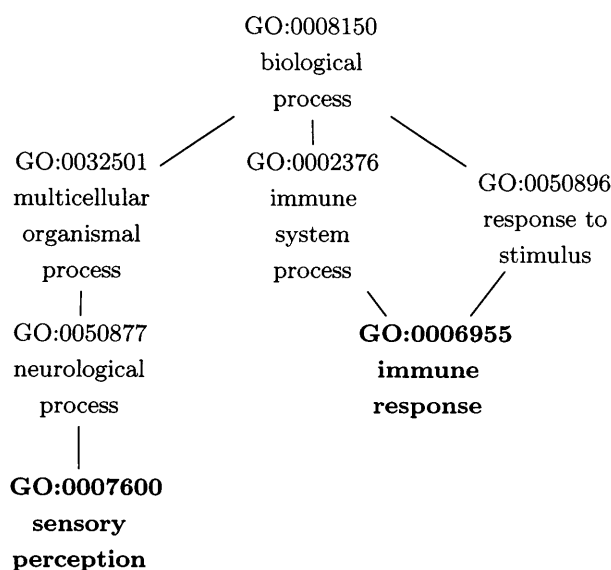 GO:0008150
biological
process
GO:0032501
multicellular
organismal
process
GO:0002376
immune
system
process
GO:0050896
response to
stimulus
GO:0050877
neurological
process
GO:0006955
immune
response
GO:0007600
sensory
perception